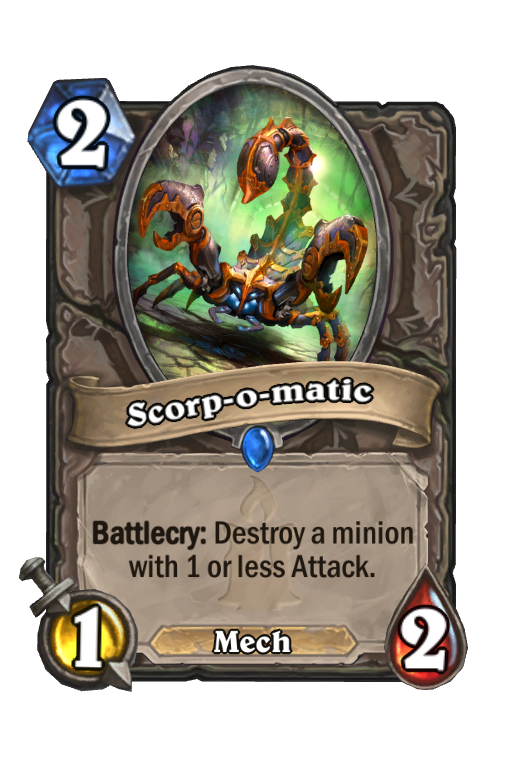 2
Scorp-o-matic
Battlecry: Destroy a minion
with 1 or less Attack.
1
Mech
2